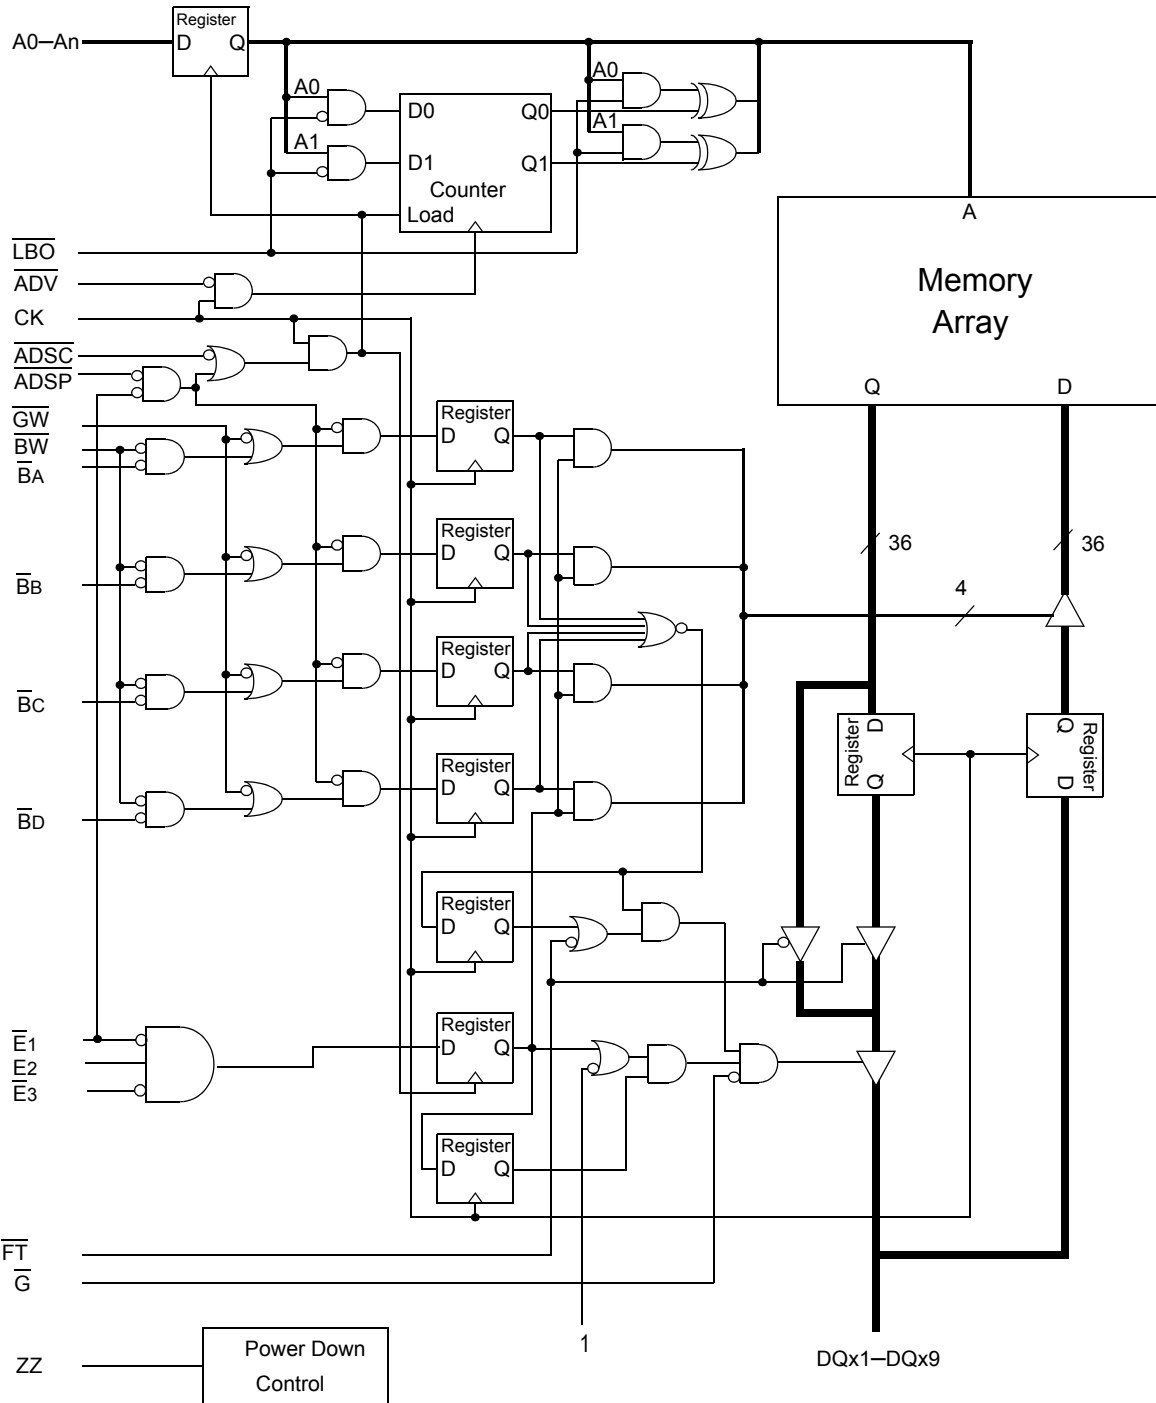 Register
A0–An D Q
A0 A0
D0 Q0
A1 A1
D1 Q1
Counter
Load
A
LBO
Memory
Array
ADV
CK
ADSC
ADSP
Q D
GW
BW
BA
Register
D Q
36 36
Register
D Q
BB
4
Register
D Q
BC
D Q
Register Register
Q D
Register
D Q
BD
Register
D Q
Register
D Q
E1
E2
E3
Register
D Q
FT
G
1
Power Down
Control
ZZ
DQx1–DQx9